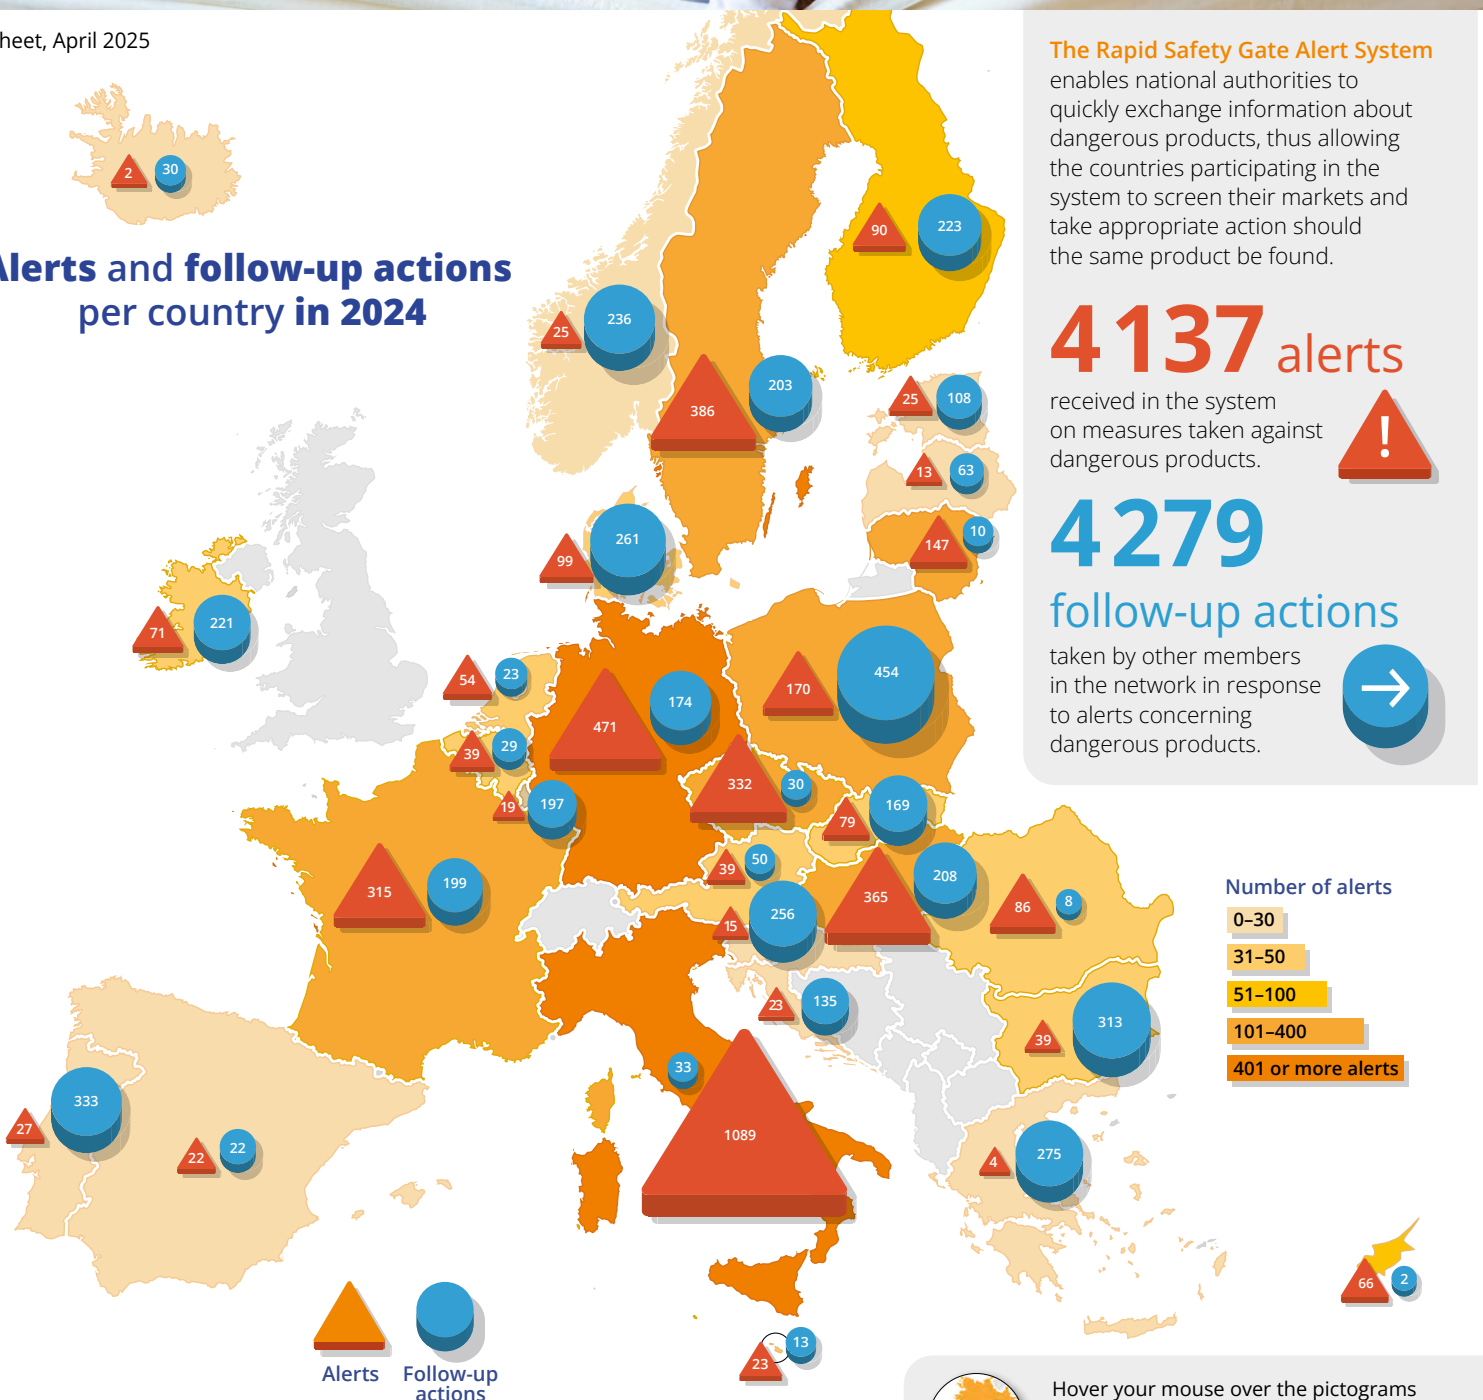 heet, April 2025
Alerts and follow-up actions
per country in 2024
The Rapid Safety Gate Alert System
enables national authorities to
quickly exchange information about
dangerous products, thus allowing
the countries participating in the
system to screen their markets and
take appropriate action should
the same product be found.
4 137 alerts
received in the system
on measures taken against
dangerous products.
!
4 279
follow-up actions
taken by other members
in the network in response
to alerts concerning
dangerous products.
2 30
90 223
25 236
386 203
25 108
13 63
147 10
99 261
71 221
54 23
39 29
19 197
471 174
170 454
332 30
79 169
315 199
39 50
15 256
365 208
86 8
23 135
39 313
33
1089
27 333
22 22
4 275
66 2
23 13
Number of alerts
0–30
31–50
51–100
101–400
401 or more alerts
Alerts Follow-up
actions
Hover your mouse over the pictograms